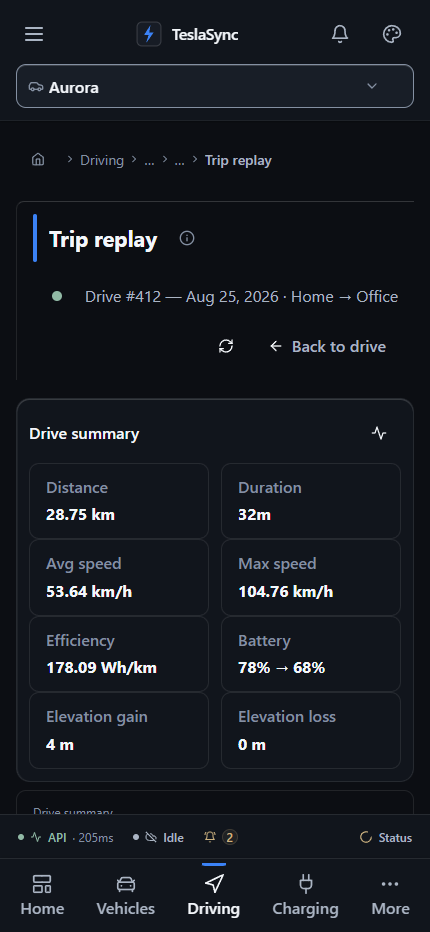 TeslaSync
Aurora
Driving > ... > ... > Trip replay
Trip replay
Drive #412 — Aug 25, 2026 · Home → Office
Back to drive
Drive summary
Distance
28.75 km
Duration
32m
Avg speed
53.64 km/h
Max speed
104.76 km/h
Efficiency
178.09 Wh/km
Battery
78% → 68%
Elevation gain
4 m
Elevation loss
0 m
Drive summary
API · 205ms
Idle
2
Status
Home
Vehicles
Driving
Charging
More